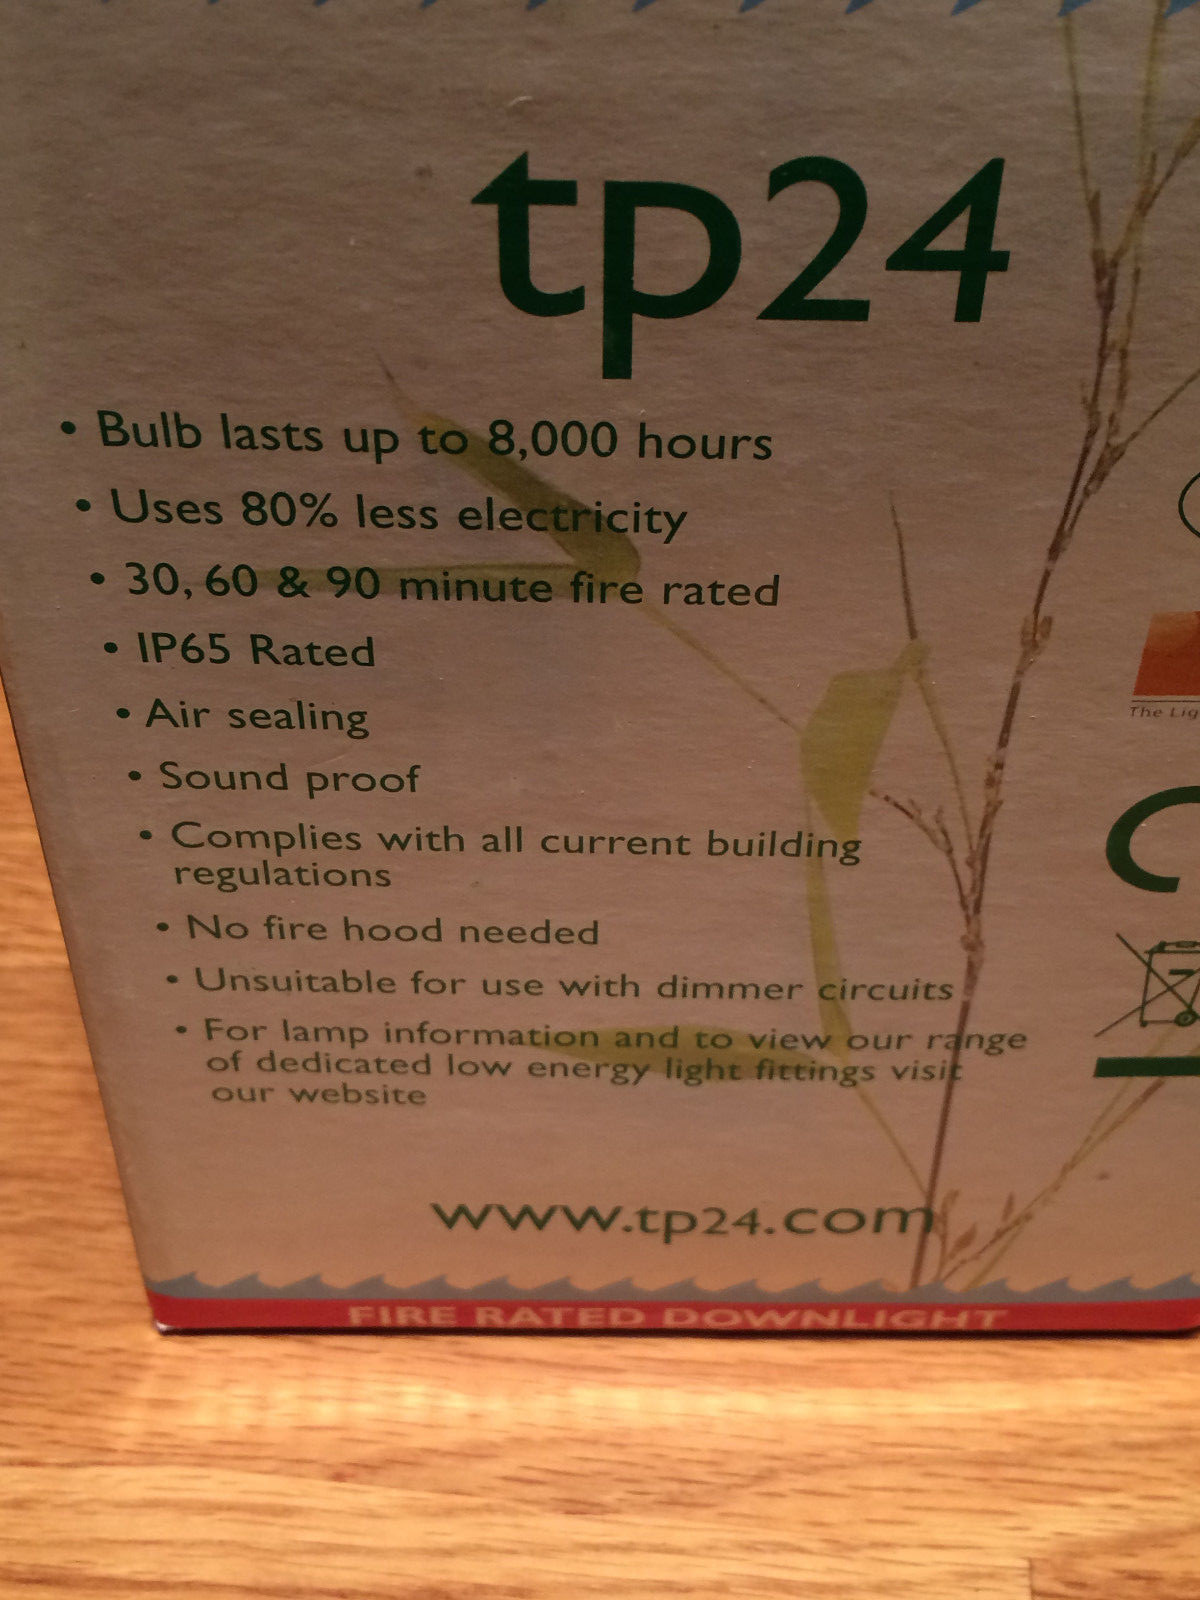 tp24
• Bulb lasts up to 8,000 hours
• Uses 80% less electricity
• 30, 60 & 90 minute fire rated
• IP65 Rated
• Air sealing
• Sound proof
• Complies with all current building
regulations
• No fire hood needed
• Unsuitable for use with dimmer circuits
• For lamp information and to view our range
of dedicated low energy light fittings visit
our website
The
www.tp24.com
FIRE RATED DOWNLIGHT